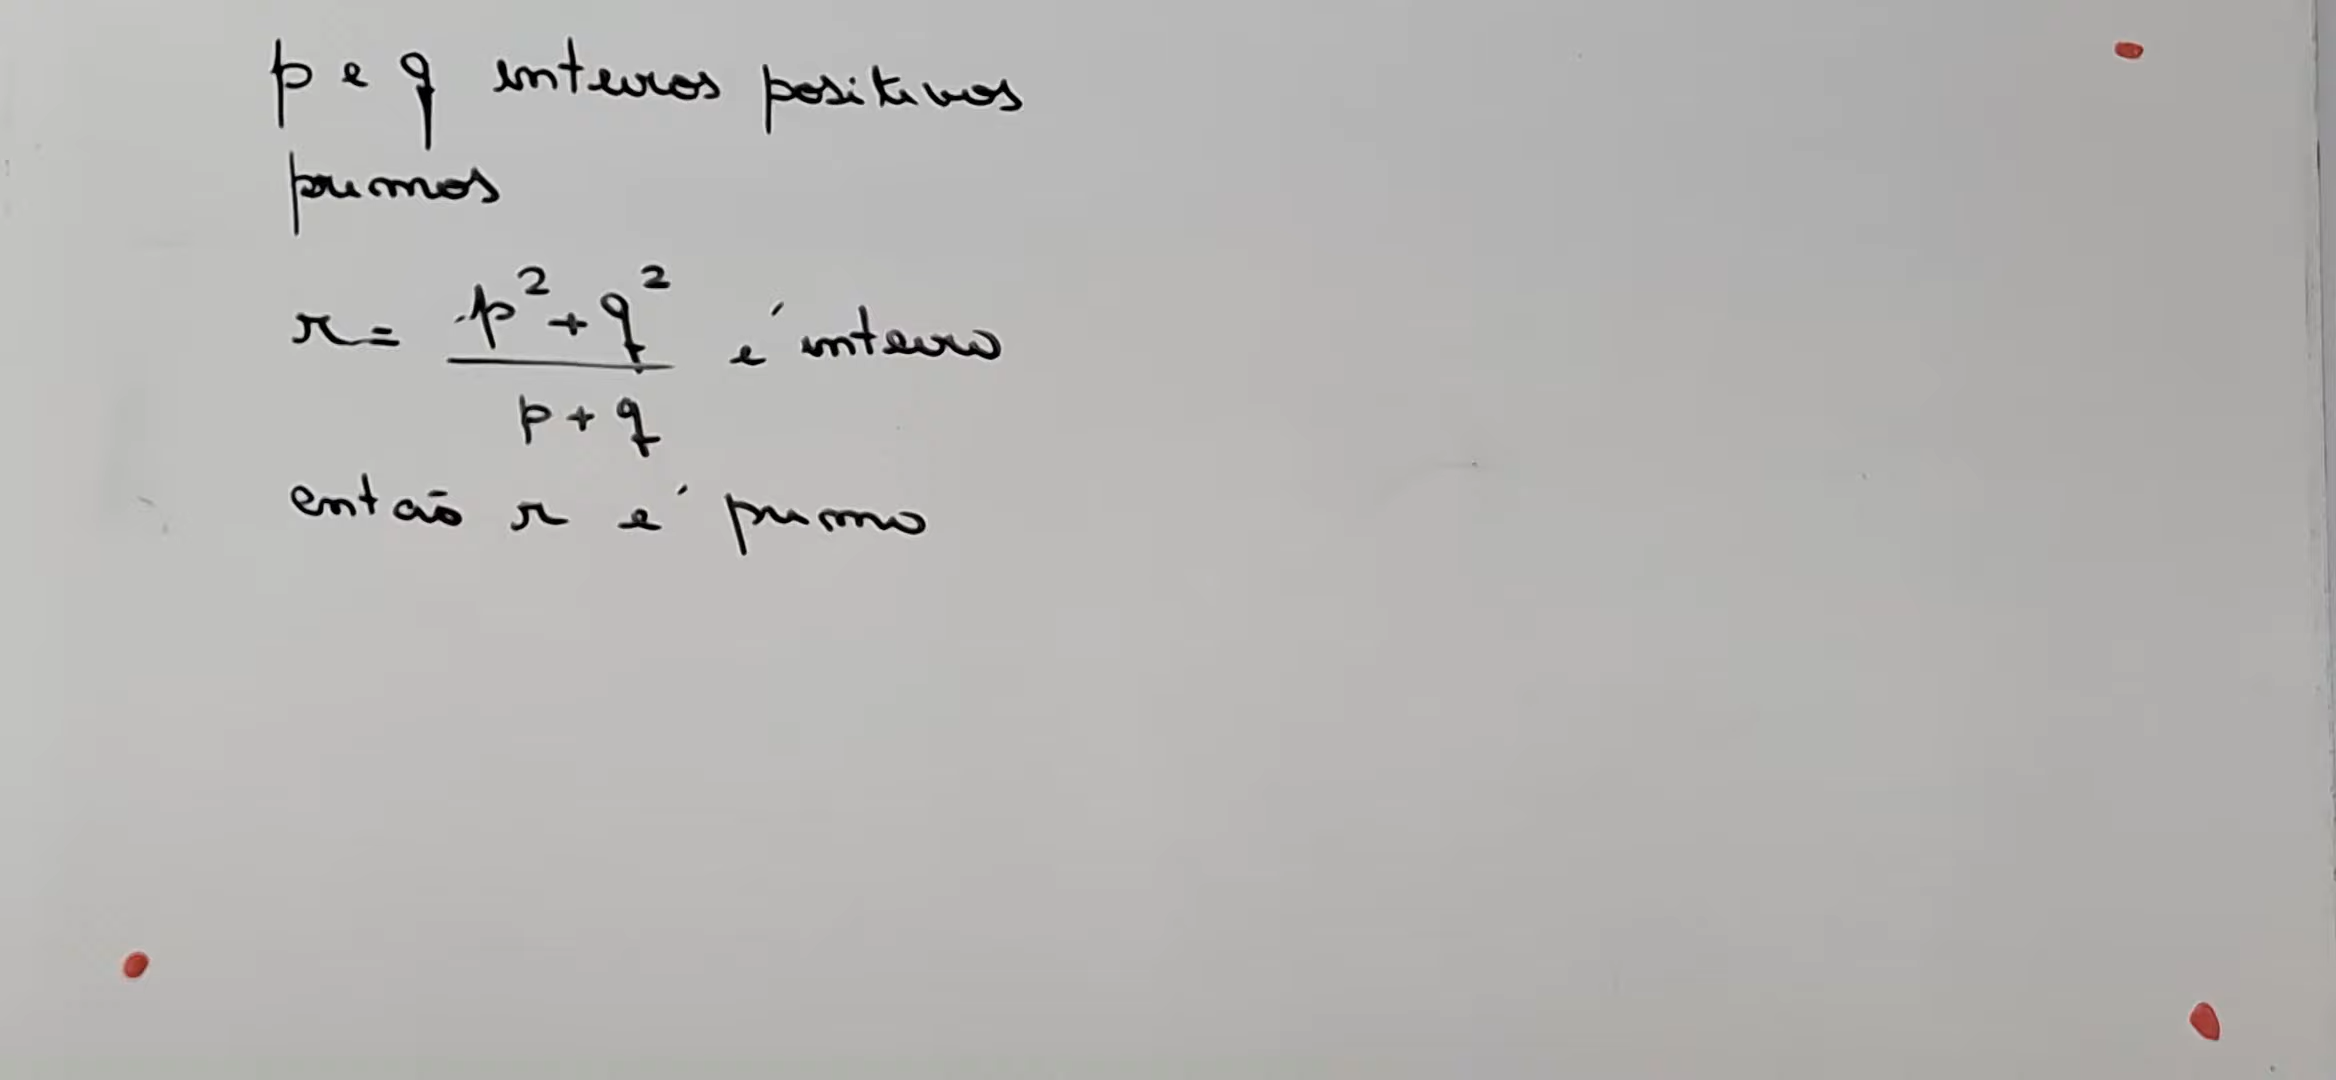 p e q inteiros positivos
primos
r = p²+q² / p+q é inteiro
então r é primo